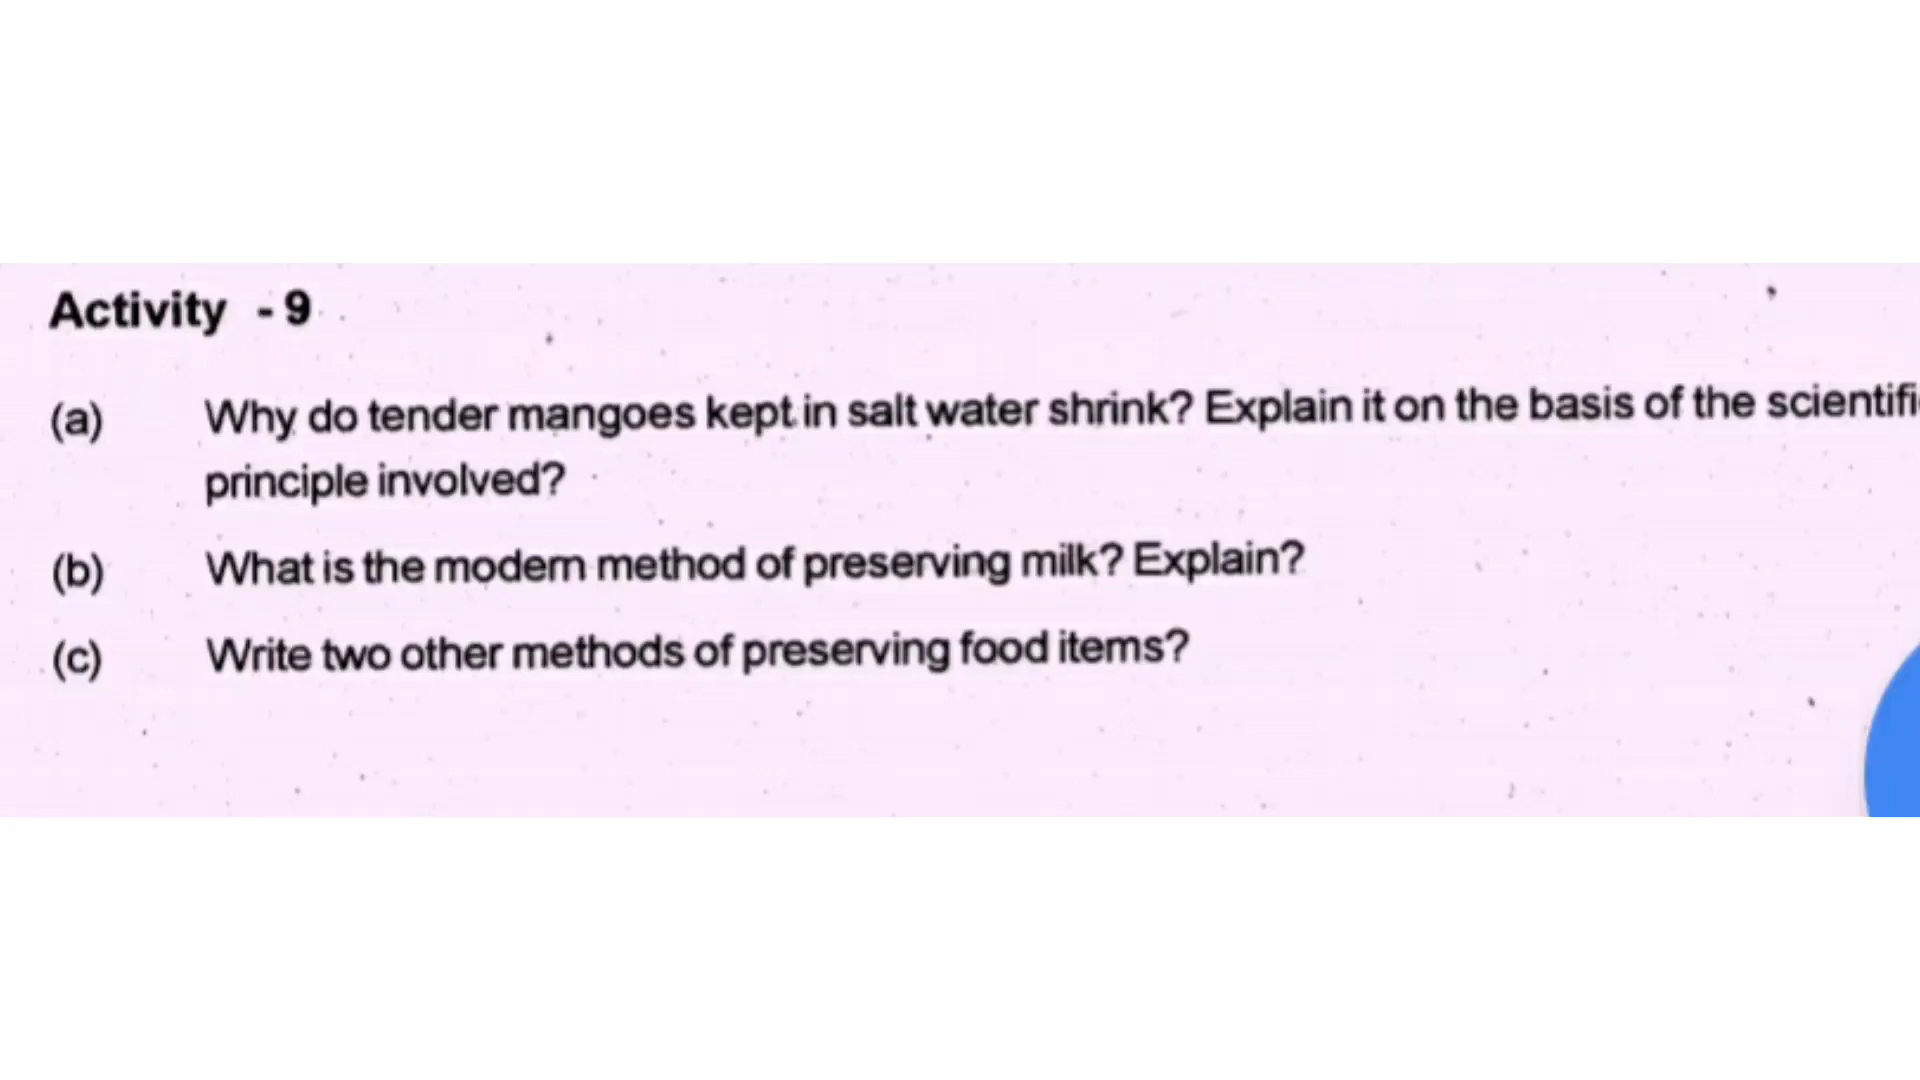 Activity - 9
(a) Why do tender mangoes kept in salt water shrink? Explain it on the basis of the scientifi
principle involved?
(b) What is the modern method of preserving milk? Explain?
(c) Write two other methods of preserving food items?